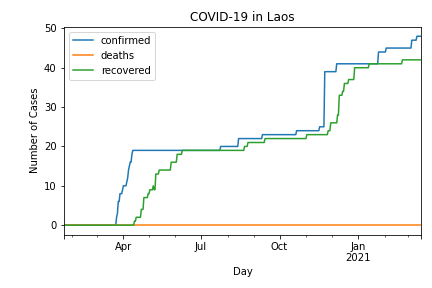 COVID-19 in Laos
confirmed
deaths
recovered
50
40
30
20
10
0
Number of Cases
Apr
Jul
Oct
Jan
2021
Day